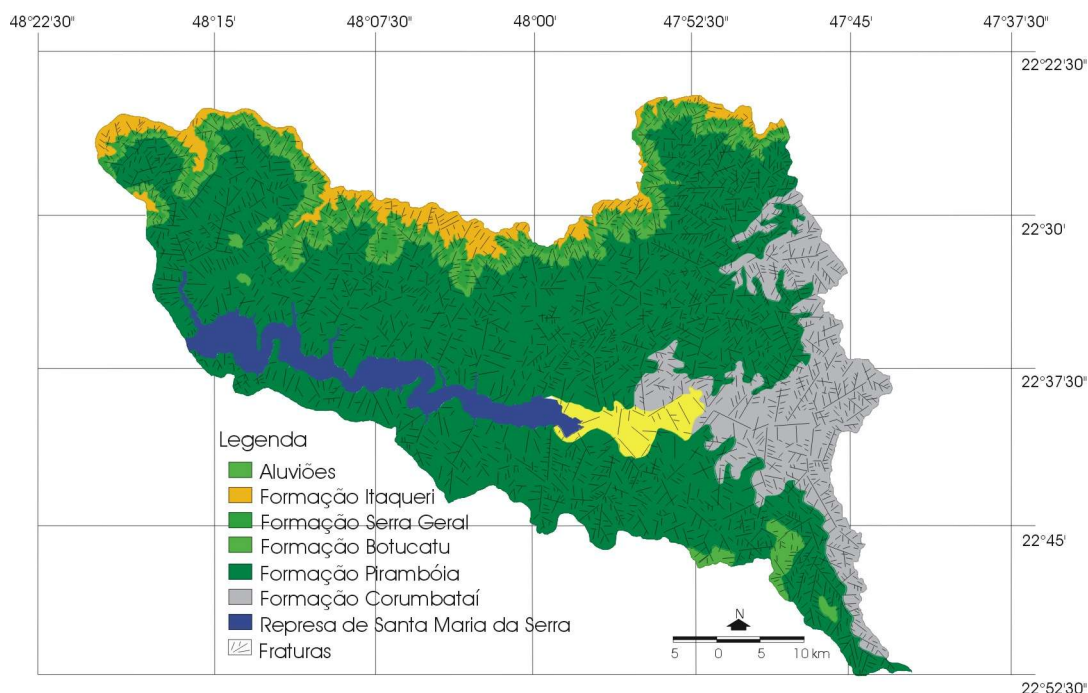 48°22'30" 48°15' 48°07'30" 48°00' 47°52'30" 47°45' 47°37'30"
22°22'30"
22°30'
22°37'30"
22°45'
22°52'30"
Legenda
Aluviões
Formação Itaqueri
Formação Serra Geral
Formação Botucatu
Formação Pirambóia
Formação Corumbataí
Represa de Santa Maria da Serra
Fraturas
N
5 0 5 10 km